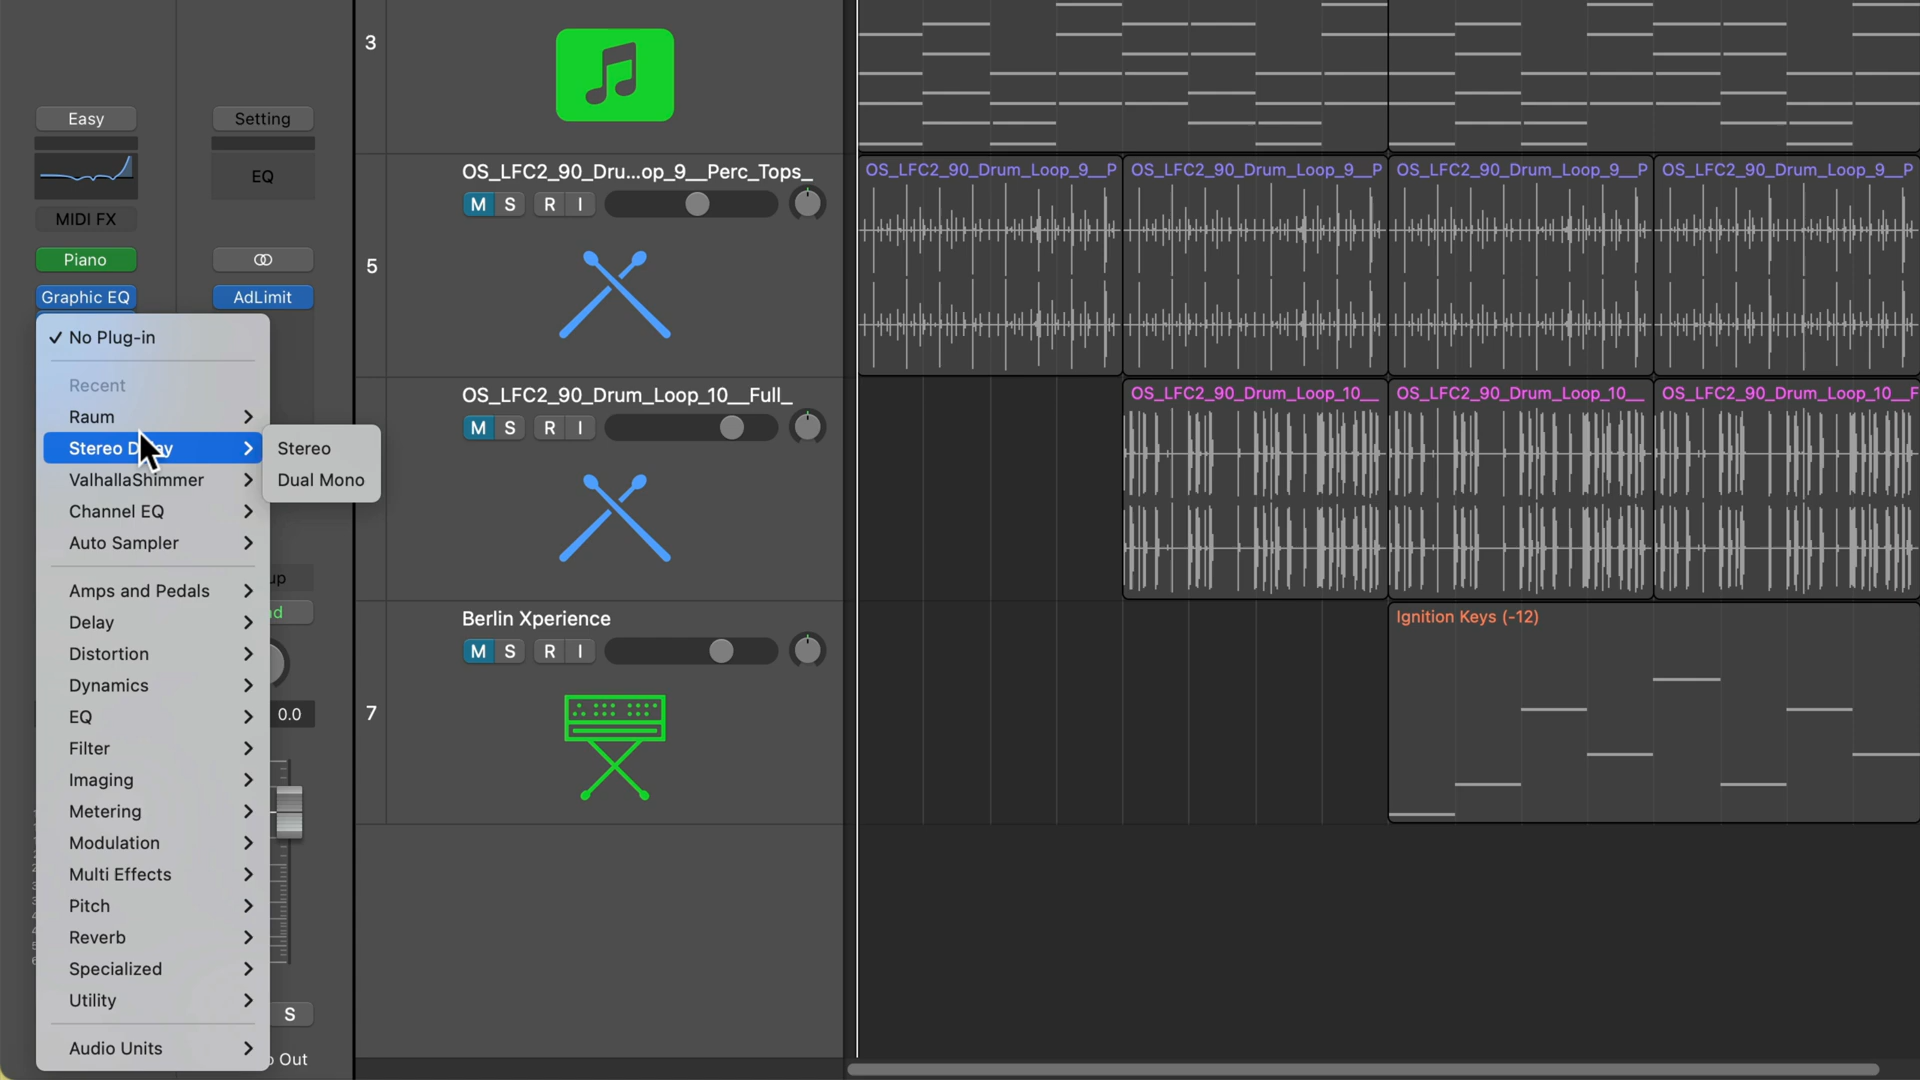 3
Easy
Setting
EQ
MIDI FX
Piano
Graphic EQ
AdLimit
✓ No Plug-in
Recent
Raum
Stereo Delay
Stereo
Dual Mono
ValhallaShimmer
Channel EQ
Auto Sampler
Amps and Pedals
Delay
Distortion
Dynamics
EQ
Filter
Imaging
Metering
Modulation
Multi Effects
Pitch
Reverb
Specialized
Utility
Audio Units
0.0
S
Out
OS_LFC2_90_Dru...op_9__Perc_Tops_
M S R I
5
OS_LFC2_90_Drum_Loop_10__Full_
M S R I
Berlin Xperience
M S R I
7
OS_LFC2_90_Drum_Loop_9__P
OS_LFC2_90_Drum_Loop_9__P
OS_LFC2_90_Drum_Loop_9__P
OS_LFC2_90_Drum_Loop_9__P
OS_LFC2_90_Drum_Loop_10__
OS_LFC2_90_Drum_Loop_10__
OS_LFC2_90_Drum_Loop_10__F
Ignition Keys (-12)